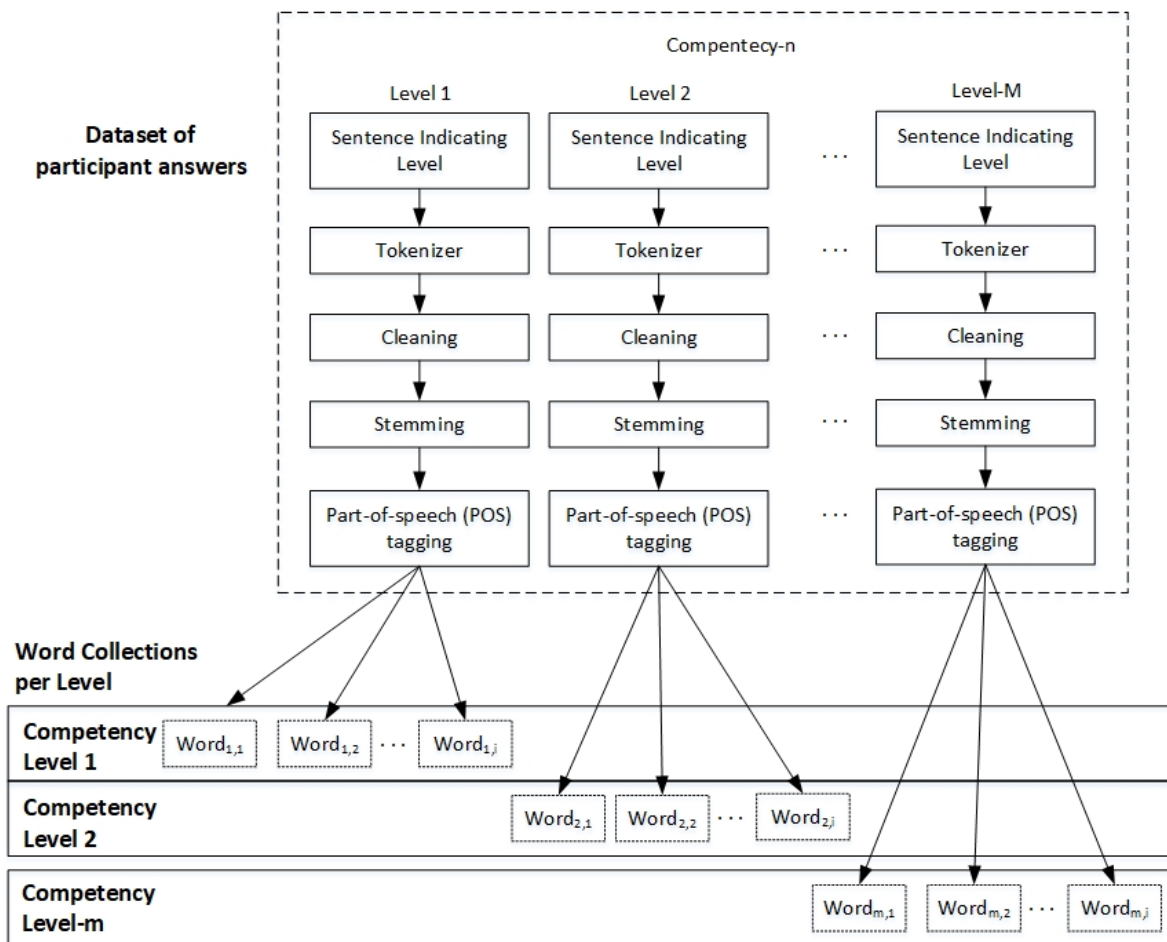 Compentecy-n
Level 1 Level 2 Level-M
Dataset of
participant answers
Sentence Indicating
Level
Sentence Indicating
Level
...
Sentence Indicating
Level
Tokenizer Tokenizer ... Tokenizer
Cleaning Cleaning ... Cleaning
Stemming Stemming ... Stemming
Part-of-speech (POS)
tagging
Part-of-speech (POS)
tagging
...
Part-of-speech (POS)
tagging
Word Collections
per Level
Competency
Level 1
Word1,1 Word1,2 ... Word1,i
Competency
Level 2
Word2,1 Word2,2 ... Word2,i
Competency
Level-m
Wordm,1 Wordm,2 ... Wordm,i